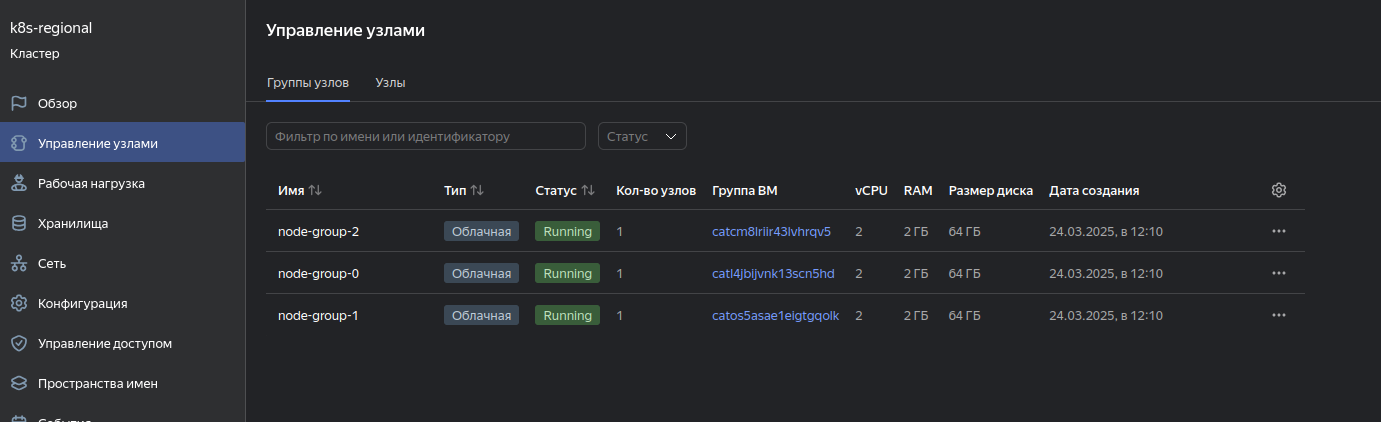 k8s-regional
Кластер
Обзор
Управление узлами
Рабочая нагрузка
Хранилища
Сеть
Конфигурация
Управление доступом
Пространства имен
Управление узлами
Группы узлов Узлы
Фильтр по имени или идентификатору Статус
Имя Тип Статус Кол-во узлов Группа ВМ vCPU RAM Размер диска Дата создания
node-group-2 Облачная Running 1 catcm8lriir43lvhrqv5 2 2 ГБ 64 ГБ 24.03.2025, в 12:10
node-group-0 Облачная Running 1 catl4jbijvnk13scn5hd 2 2 ГБ 64 ГБ 24.03.2025, в 12:10
node-group-1 Облачная Running 1 catos5asae1eigtgqolk 2 2 ГБ 64 ГБ 24.03.2025, в 12:10